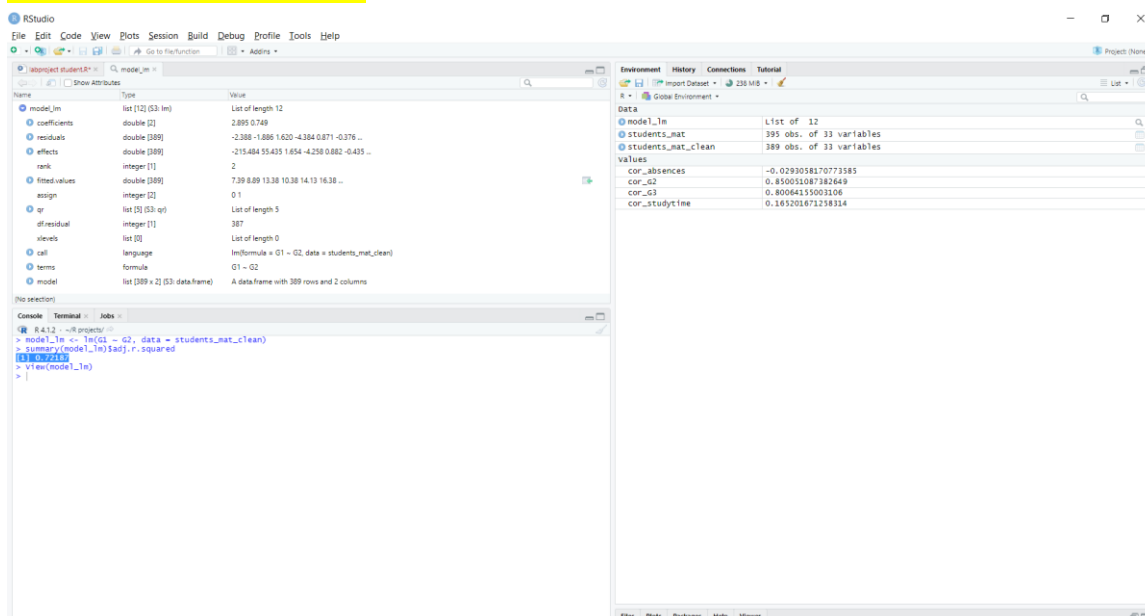 RStudio
File Edit Code View Plots Session Build Debug Profile Tools Help
Go to file/function Addins
Project: (None
labproject student.R* model_lm
Show Attributes
Name Type Value
model_lm list [12] (S3: lm) List of length 12
coefficients double [2] 2.895 0.749
residuals double [389] -2.388 -1.886 1.620 -4.384 0.871 -0.376 ...
effects double [389] -215.484 55.435 1.654 -4.258 0.882 -0.435 ...
rank integer [1] 2
fitted.values double [389] 7.39 8.89 13.38 10.38 14.13 16.38 ...
assign integer [2] 0 1
qr list [5] (S3: qr) List of length 5
df.residual integer [1] 387
xlevels list [0] List of length 0
call language lm(formula = G1 ~ G2, data = students_mat_clean)
terms formula G1 ~ G2
model list [389 x 2] (S3: data.frame) A data.frame with 389 rows and 2 columns
(No selection)
Console Terminal Jobs
R 4.1.2 · ~/R projects/
> model_lm <- lm(G1 ~ G2, data = students_mat_clean)
> summary(model_lm)$adj.r.squared
[1] 0.72187
> View(model_lm)
>
Environment History Connections Tutorial
Import Dataset 238 MiB List
R Global Environment
Data
model_lm List of 12
students_mat 395 obs. of 33 variables
students_mat_clean 389 obs. of 33 variables
values
cor_absences -0.0293058170773585
cor_G2 0.850051087382649
cor_G3 0.80064155003106
cor_studytime 0.165201671258314
Files Plots Packages Help Viewer